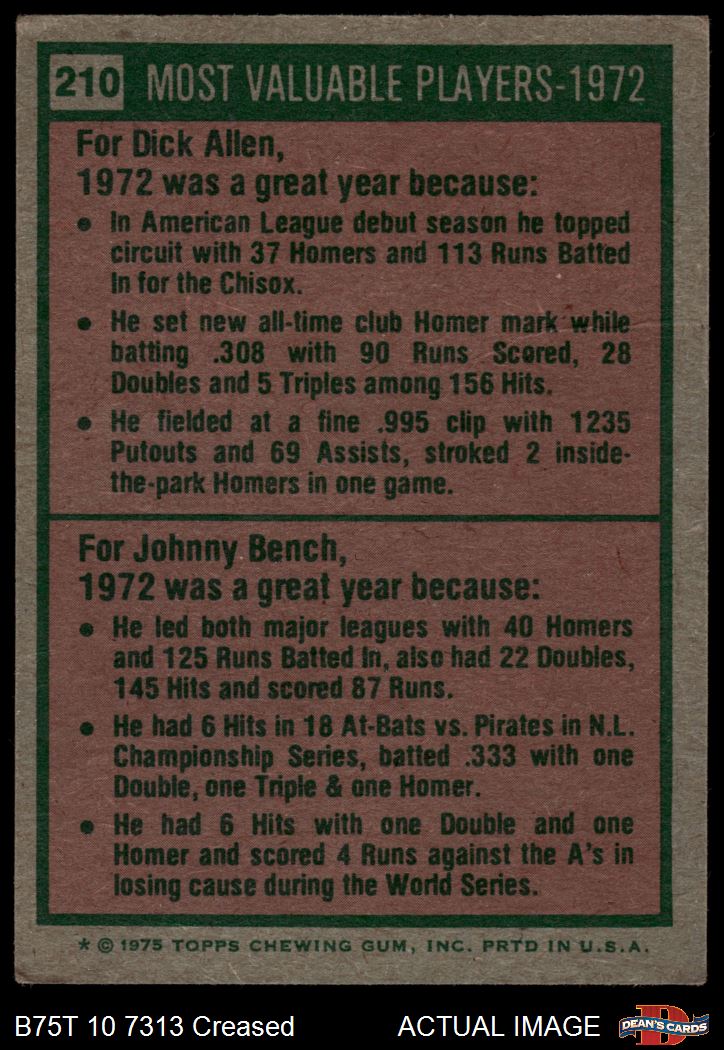 210 MOST VALUABLE PLAYERS-1972
For Dick Allen,
1972 was a great year because:
● In American League debut season he topped
circuit with 37 Homers and 113 Runs Batted
In for the Chisox.
● He set new all-time club Homer mark while
batting .308 with 90 Runs Scored, 28
Doubles and 5 Triples among 156 Hits.
● He fielded at a fine .995 clip with 1235
Putouts and 69 Assists, stroked 2 inside-
the-park Homers in one game.
For Johnny Bench,
1972 was a great year because:
● He led both major leagues with 40 Homers
and 125 Runs Batted In, also had 22 Doubles,
145 Hits and scored 87 Runs.
● He had 6 Hits in 18 At-Bats vs. Pirates in N.L.
Championship Series, batted .333 with one
Double, one Triple & one Homer.
● He had 6 Hits with one Double and one
Homer and scored 4 Runs against the A's in
losing cause during the World Series.
* © 1975 TOPPS CHEWING GUM, INC. PRTD IN U.S.A.
B75T 10 7313 Creased ACTUAL IMAGE D DEAN'S CARDS